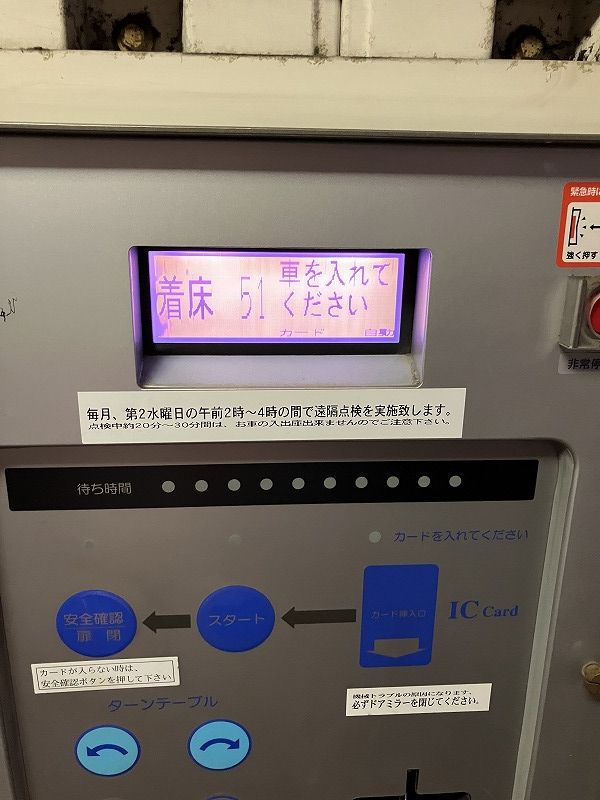 緊急時に
強く押す
着床 51 車を入れて
ください
カード 自動
非常停
毎月、第2水曜日の午前2時～4時の間で遠隔点検を実施致します。
点検中約20分～30分間は、お車の入出庫出来ませんのでご注意下さい。
待ち時間
カードを入れてください
安全確認
扉 閉
スタート
カード挿入口
IC Card
カードが入らない時は、
安全確認ボタンを押して下さい
機械トラブルの原因になります、
必ずドアミラーを閉じてください。
ターンテーブル